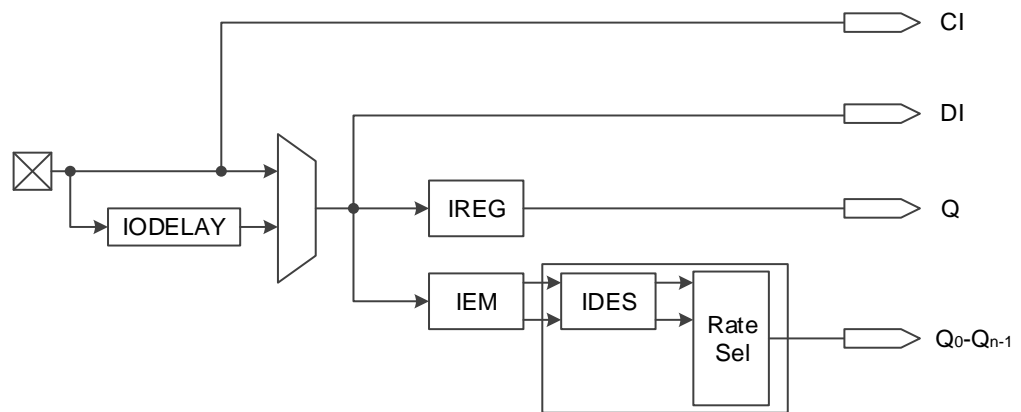 CI
DI
IODELAY
IREG
Q
IEM
IDES
Rate
Sel
Q0-Qn-1